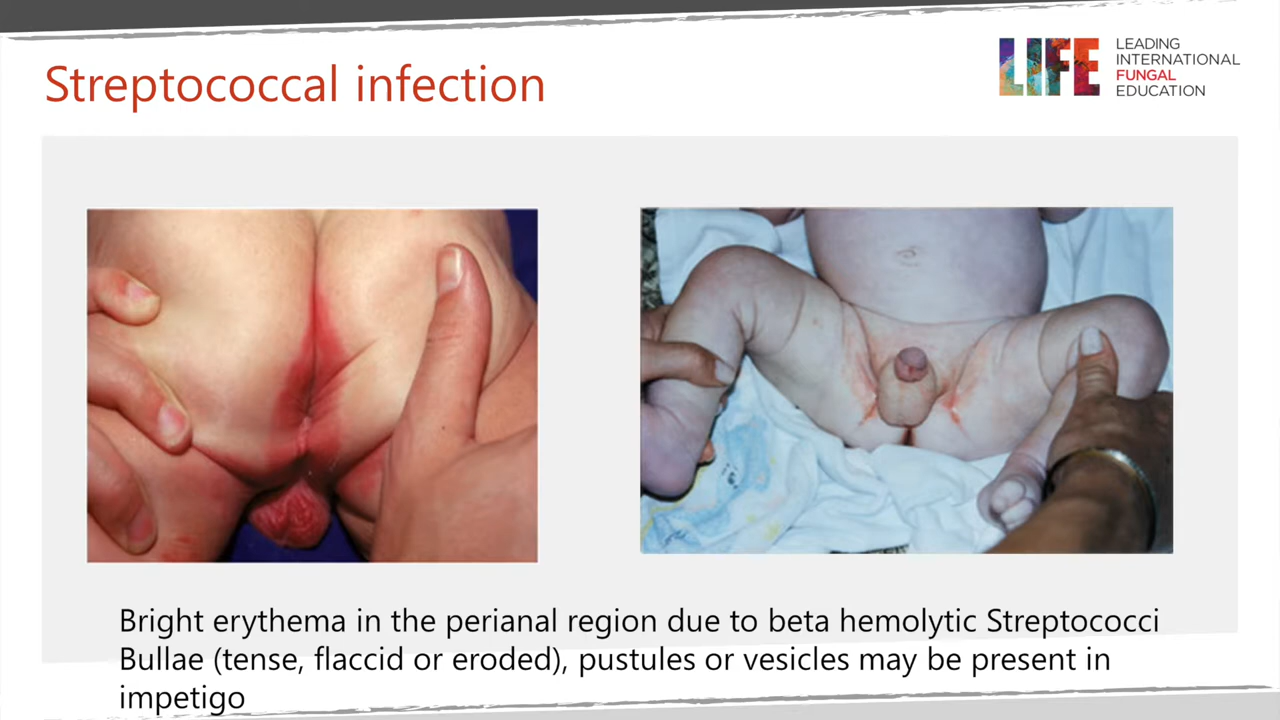 Streptococcal infection
LIFE
LEADING
INTERNATIONAL
FUNGAL
EDUCATION
Bright erythema in the perianal region due to beta hemolytic Streptococci
Bullae (tense, flaccid or eroded), pustules or vesicles may be present in
impetigo